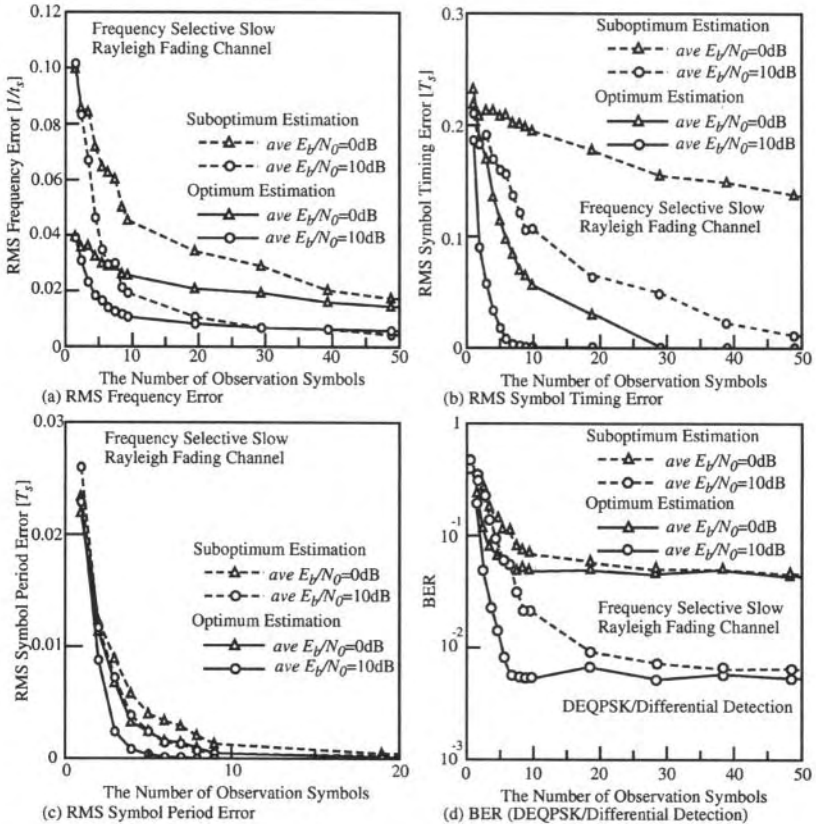 Frequency Selective Slow
Rayleigh Fading Channel
Suboptimum Estimation
ave Eb/N0=0dB
ave Eb/N0=10dB
Optimum Estimation
ave Eb/N0=0dB
ave Eb/N0=10dB
RMS Frequency Error [1/ts]
0.10
0.08
0.06
0.04
0.02
0
0
10
20
30
40
50
The Number of Observation Symbols
(a) RMS Frequency Error
Suboptimum Estimation
ave Eb/N0=0dB
ave Eb/N0=10dB
Optimum Estimation
ave Eb/N0=0dB
ave Eb/N0=10dB
Frequency Selective Slow
Rayleigh Fading Channel
RMS Symbol Timing Error [Ts]
0.3
0.2
0.1
0
0
10
20
30
40
50
The Number of Observation Symbols
(b) RMS Symbol Timing Error
Frequency Selective Slow
Rayleigh Fading Channel
Suboptimum Estimation
ave Eb/N0=0dB
ave Eb/N0=10dB
Optimum Estimation
ave Eb/N0=0dB
ave Eb/N0=10dB
RMS Symbol Period Error [Ts]
0.03
0.02
0.01
0
0
10
20
The Number of Observation Symbols
(c) RMS Symbol Period Error
Suboptimum Estimation
ave Eb/N0=0dB
ave Eb/N0=10dB
Optimum Estimation
ave Eb/N0=0dB
ave Eb/N0=10dB
Frequency Selective Slow
Rayleigh Fading Channel
DEQPSK/Differential Detection
BER
1
10-1
10-2
10-3
0
10
20
30
40
50
The Number of Observation Symbols
(d) BER (DEQPSK/Differential Detection)